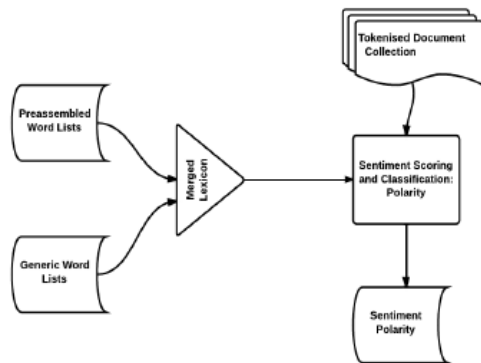 Tokenised Document
Collection
Preassembled
Word Lists
Merged
Lexicon
Sentiment Scoring
and Classification:
Polarity
Generic Word
Lists
Sentiment
Polarity